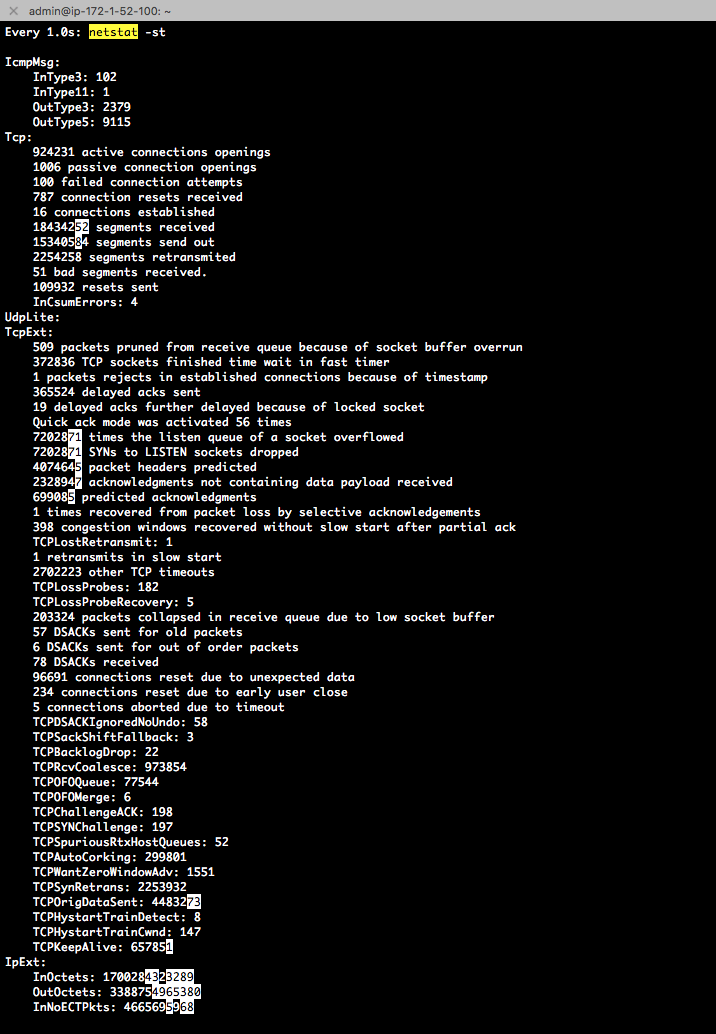 admin@ip-172-1-52-100: ~
Every 1.0s: netstat -st
IcmpMsg:
InType3: 102
InType11: 1
OutType3: 2379
OutType5: 9115
Tcp:
924231 active connections openings
1006 passive connection openings
100 failed connection attempts
787 connection resets received
16 connections established
18434252 segments received
15340584 segments send out
2254258 segments retransmited
51 bad segments received.
109932 resets sent
InCsumErrors: 4
UdpLite:
TcpExt:
509 packets pruned from receive queue because of socket buffer overrun
372836 TCP sockets finished time wait in fast timer
1 packets rejects in established connections because of timestamp
365524 delayed acks sent
19 delayed acks further delayed because of locked socket
Quick ack mode was activated 56 times
7202871 times the listen queue of a socket overflowed
7202871 SYNs to LISTEN sockets dropped
4074645 packet headers predicted
2328947 acknowledgments not containing data payload received
699085 predicted acknowledgments
1 times recovered from packet loss by selective acknowledgements
398 congestion windows recovered without slow start after partial ack
TCPLostRetransmit: 1
1 retransmits in slow start
2702223 other TCP timeouts
TCPLossProbes: 182
TCPLossProbeRecovery: 5
203324 packets collapsed in receive queue due to low socket buffer
57 DSACKs sent for old packets
6 DSACKs sent for out of order packets
78 DSACKs received
96691 connections reset due to unexpected data
234 connections reset due to early user close
5 connections aborted due to timeout
TCPDSACKIgnoredNoUndo: 58
TCPSackShiftFallback: 3
TCPBacklogDrop: 22
TCPRcvCoalesce: 973854
TCPOFOQueue: 77544
TCPOFOMerge: 6
TCPChallengeACK: 198
TCPSYNChallenge: 197
TCPSpuriousRtxHostQueues: 52
TCPAutoCorking: 299801
TCPWantZeroWindowAdv: 1551
TCPSynRetrans: 2253932
TCPOrigDataSent: 4483273
TCPHystartTrainDetect: 8
TCPHystartTrainCwnd: 147
TCPKeepAlive: 657851
IpExt:
InOctets: 1700284323289
OutOctets: 3388754965380
InNoECTPkts: 4665695968